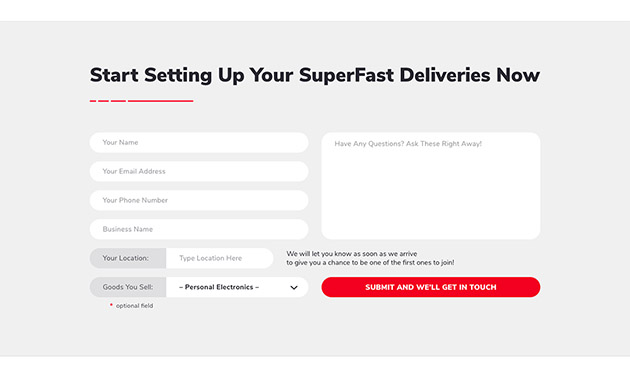 Start Setting Up Your SuperFast Deliveries Now
Your Name
Have Any Questions? Ask These Right Away!
Your Email Address
Your Phone Number
Business Name
Your Location:
Type Location Here
We will let you know as soon as we arrive
to give you a chance to be one of the first ones to join!
Goods You Sell:
– Personal Electronics –
SUBMIT AND WE'LL GET IN TOUCH
* optional field